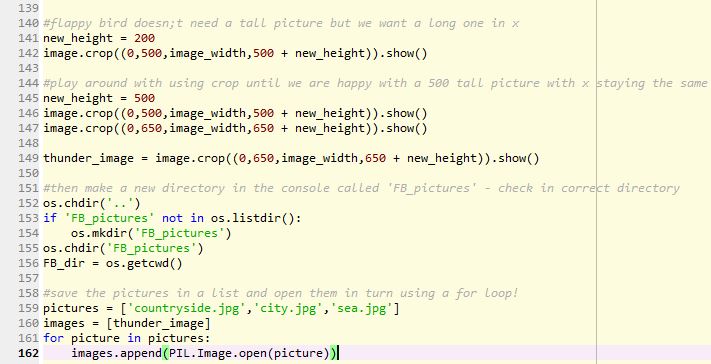 139
140 #flappy bird doesn;t need a tall picture but we want a long one in x
141 new_height = 200
142 image.crop((0,500,image_width,500 + new_height)).show()
143
144 #play around with using crop until we are happy with a 500 tall picture with x staying the same
145 new_height = 500
146 image.crop((0,500,image_width,500 + new_height)).show()
147 image.crop((0,650,image_width,650 + new_height)).show()
148
149 thunder_image = image.crop((0,650,image_width,650 + new_height)).show()
150
151 #then make a new directory in the console called 'FB_pictures' - check in correct directory
152 os.chdir('..')
153 if 'FB_pictures' not in os.listdir():
154     os.mkdir('FB_pictures')
155 os.chdir('FB_pictures')
156 FB_dir = os.getcwd()
157
158 #save the pictures in a list and open them in turn using a for loop!
159 pictures = ['countryside.jpg','city.jpg','sea.jpg']
160 images = [thunder_image]
161 for picture in pictures:
162     images.append(PIL.Image.open(picture))